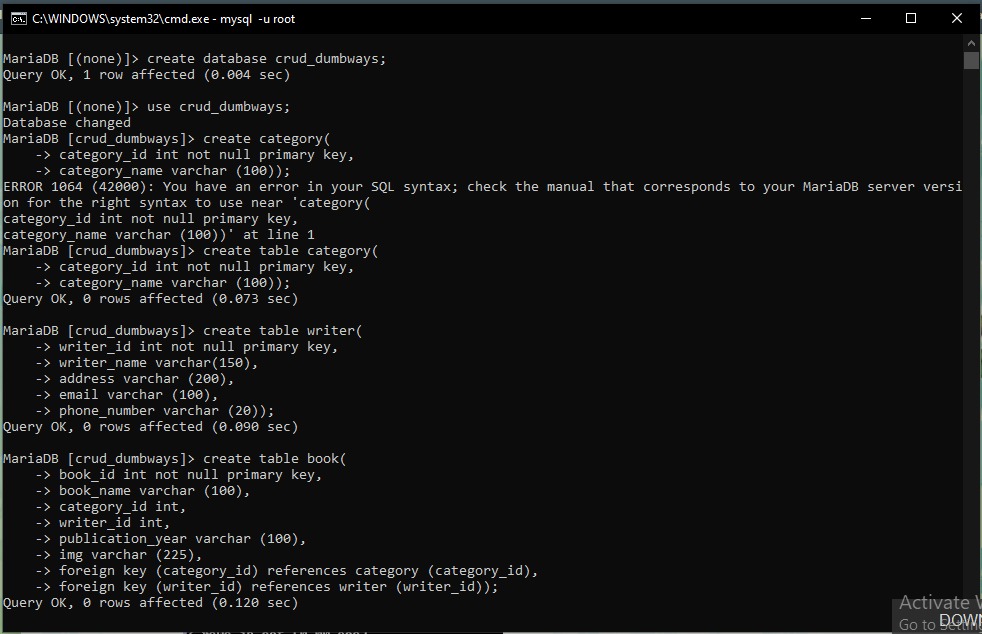 C:\WINDOWS\system32\cmd.exe - mysql  -u root
MariaDB [(none)]> create database crud_dumbways;
Query OK, 1 row affected (0.004 sec)
MariaDB [(none)]> use crud_dumbways;
Database changed
MariaDB [crud_dumbways]> create category(
    -> category_id int not null primary key,
    -> category_name varchar (100));
ERROR 1064 (42000): You have an error in your SQL syntax; check the manual that corresponds to your MariaDB server versi
on for the right syntax to use near 'category(
category_id int not null primary key,
category_name varchar (100))' at line 1
MariaDB [crud_dumbways]> create table category(
    -> category_id int not null primary key,
    -> category_name varchar (100));
Query OK, 0 rows affected (0.073 sec)
MariaDB [crud_dumbways]> create table writer(
    -> writer_id int not null primary key,
    -> writer_name varchar(150),
    -> address varchar (200),
    -> email varchar (100),
    -> phone_number varchar (20));
Query OK, 0 rows affected (0.090 sec)
MariaDB [crud_dumbways]> create table book(
    -> book_id int not null primary key,
    -> book_name varchar (100),
    -> category_id int,
    -> writer_id int,
    -> publication_year varchar (100),
    -> img varchar (225),
    -> foreign key (category_id) references category (category_id),
    -> foreign key (writer_id) references writer (writer_id));
Query OK, 0 rows affected (0.120 sec)
Activate
Go to
DOWN